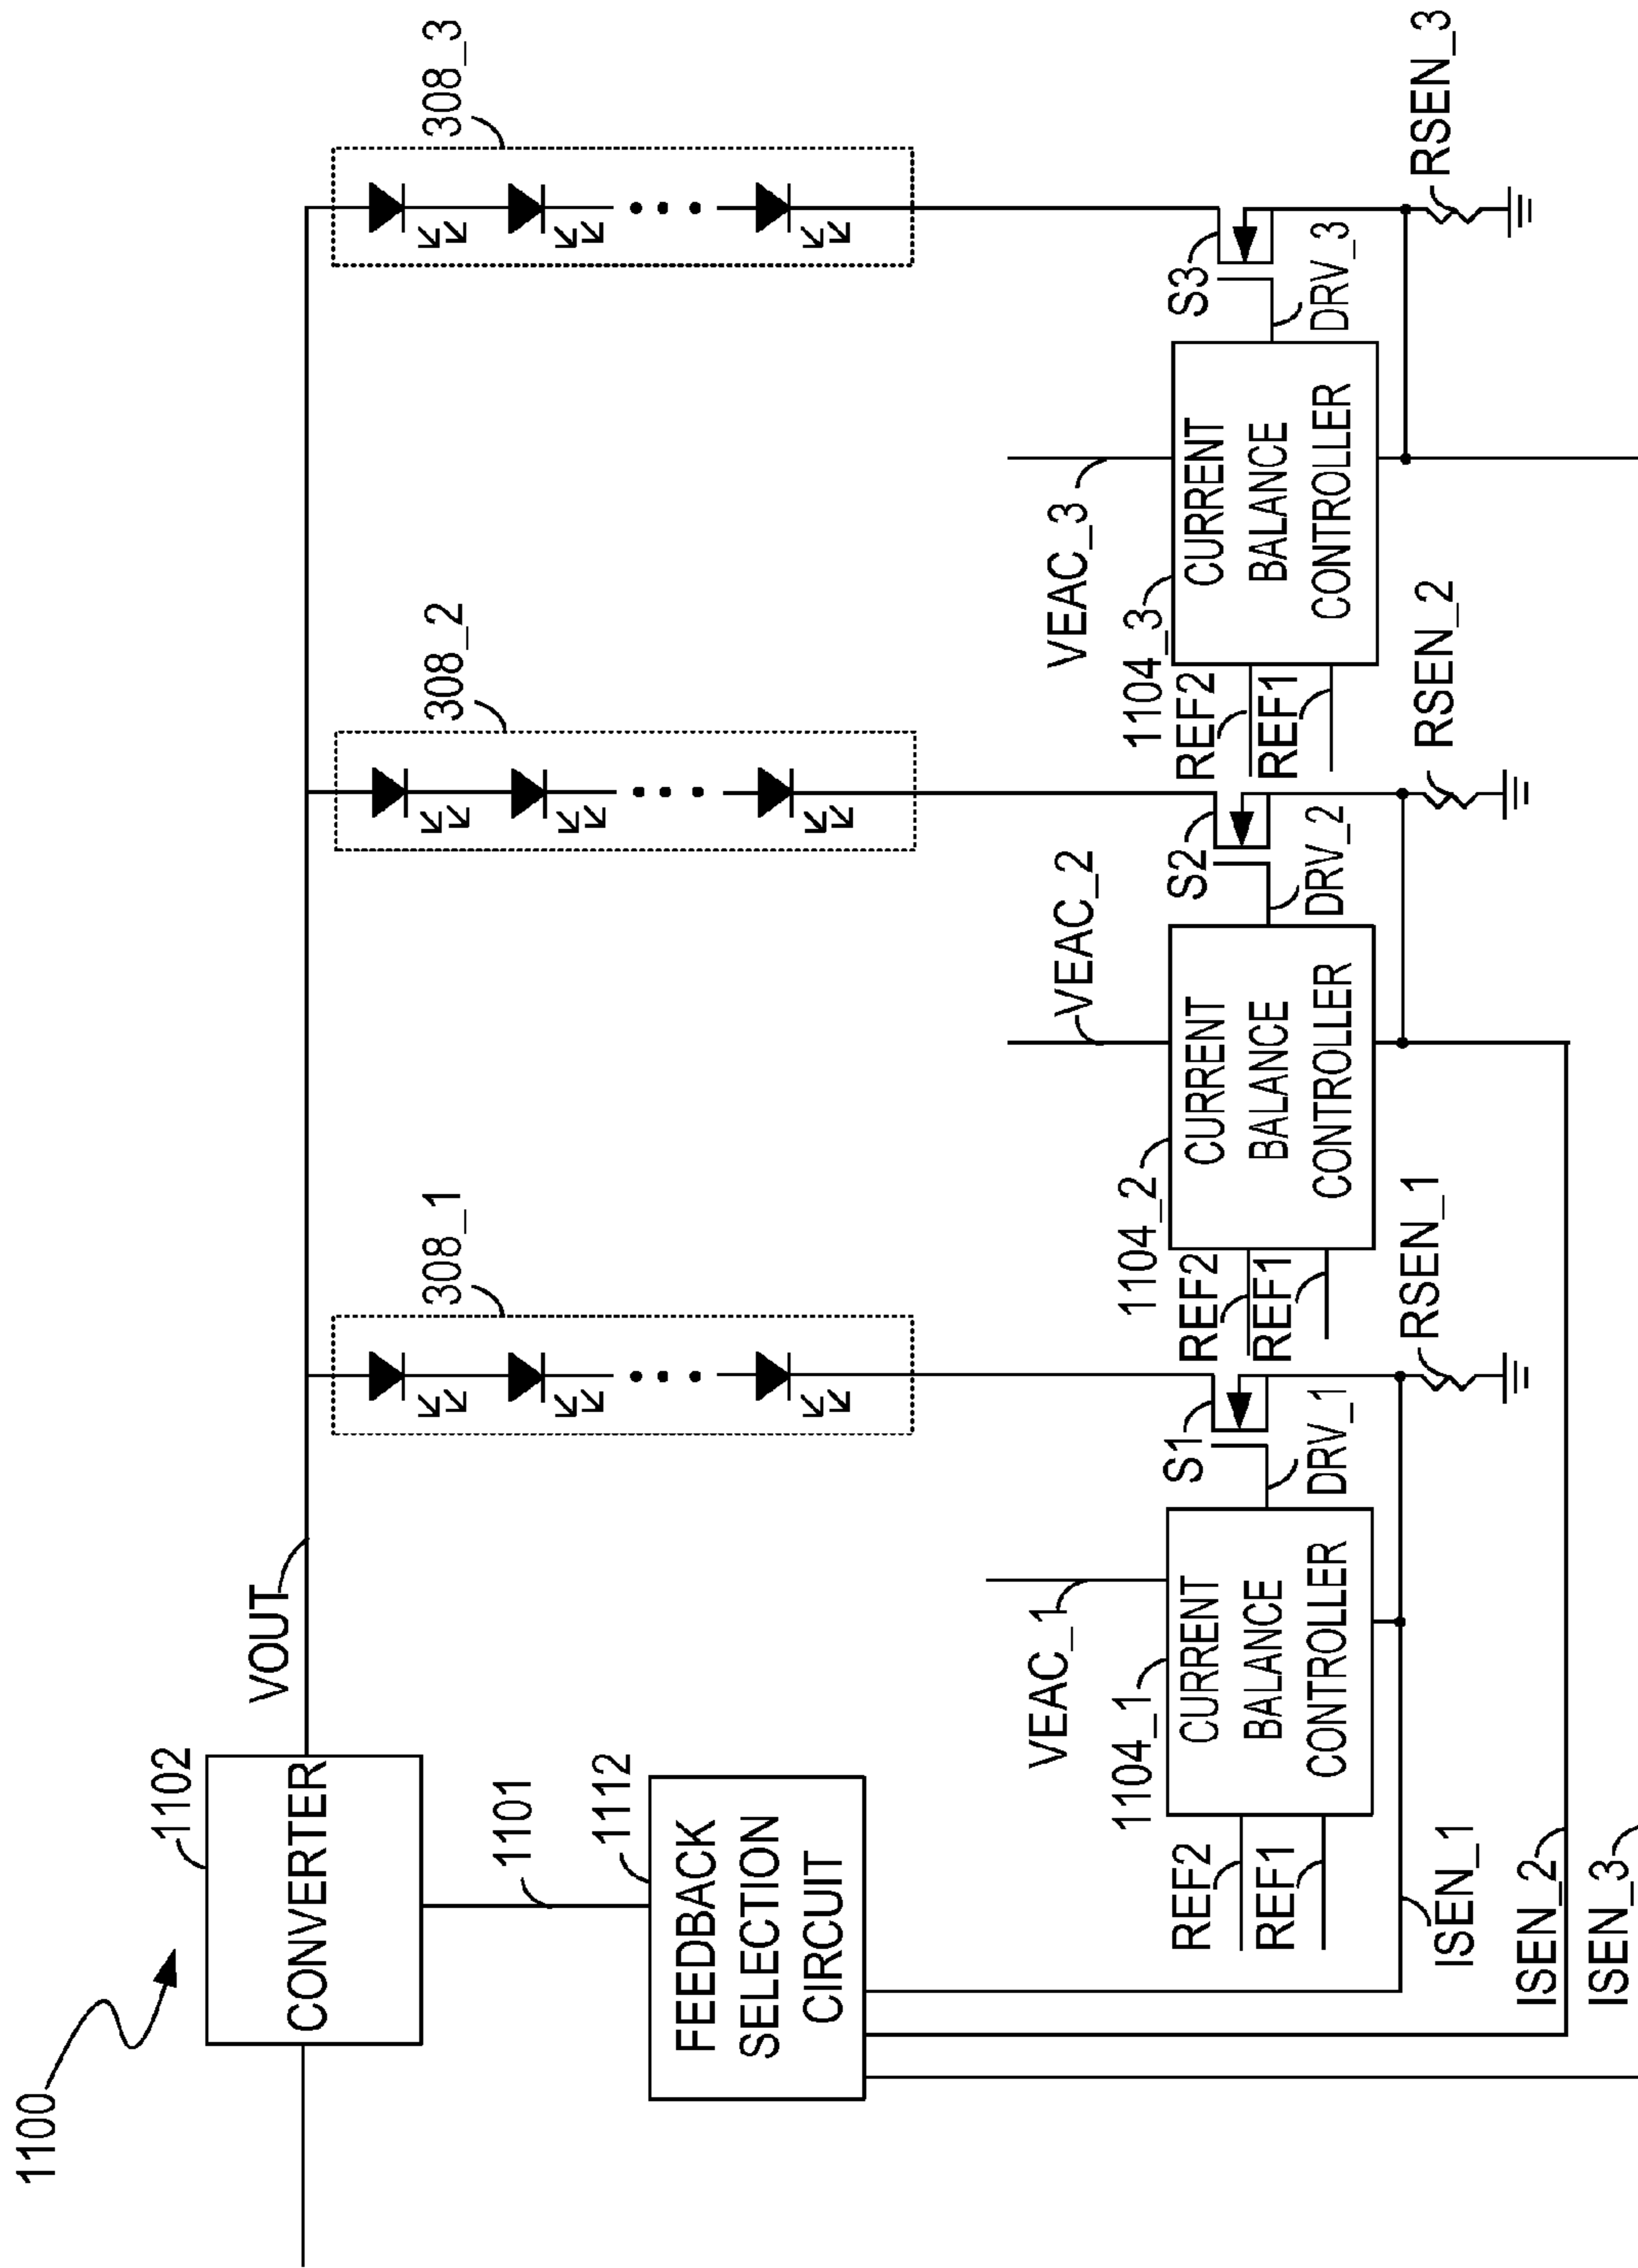 1100
1102
CONVERTER
VOUT
308_1
308_2
308_3
1101
1112
FEEDBACK
SELECTION
CIRCUIT
VEAC_1
1104_1
CURRENT
BALANCE
CONTROLLER
REF2
REF1
S1
DRV_1
ISEN_1
RSEN_1
VEAC_2
1104_2
CURRENT
BALANCE
CONTROLLER
REF2
REF1
S2
DRV_2
RSEN_2
VEAC_3
1104_3
CURRENT
BALANCE
CONTROLLER
REF2
REF1
S3
DRV_3
RSEN_3
ISEN_2
ISEN_3